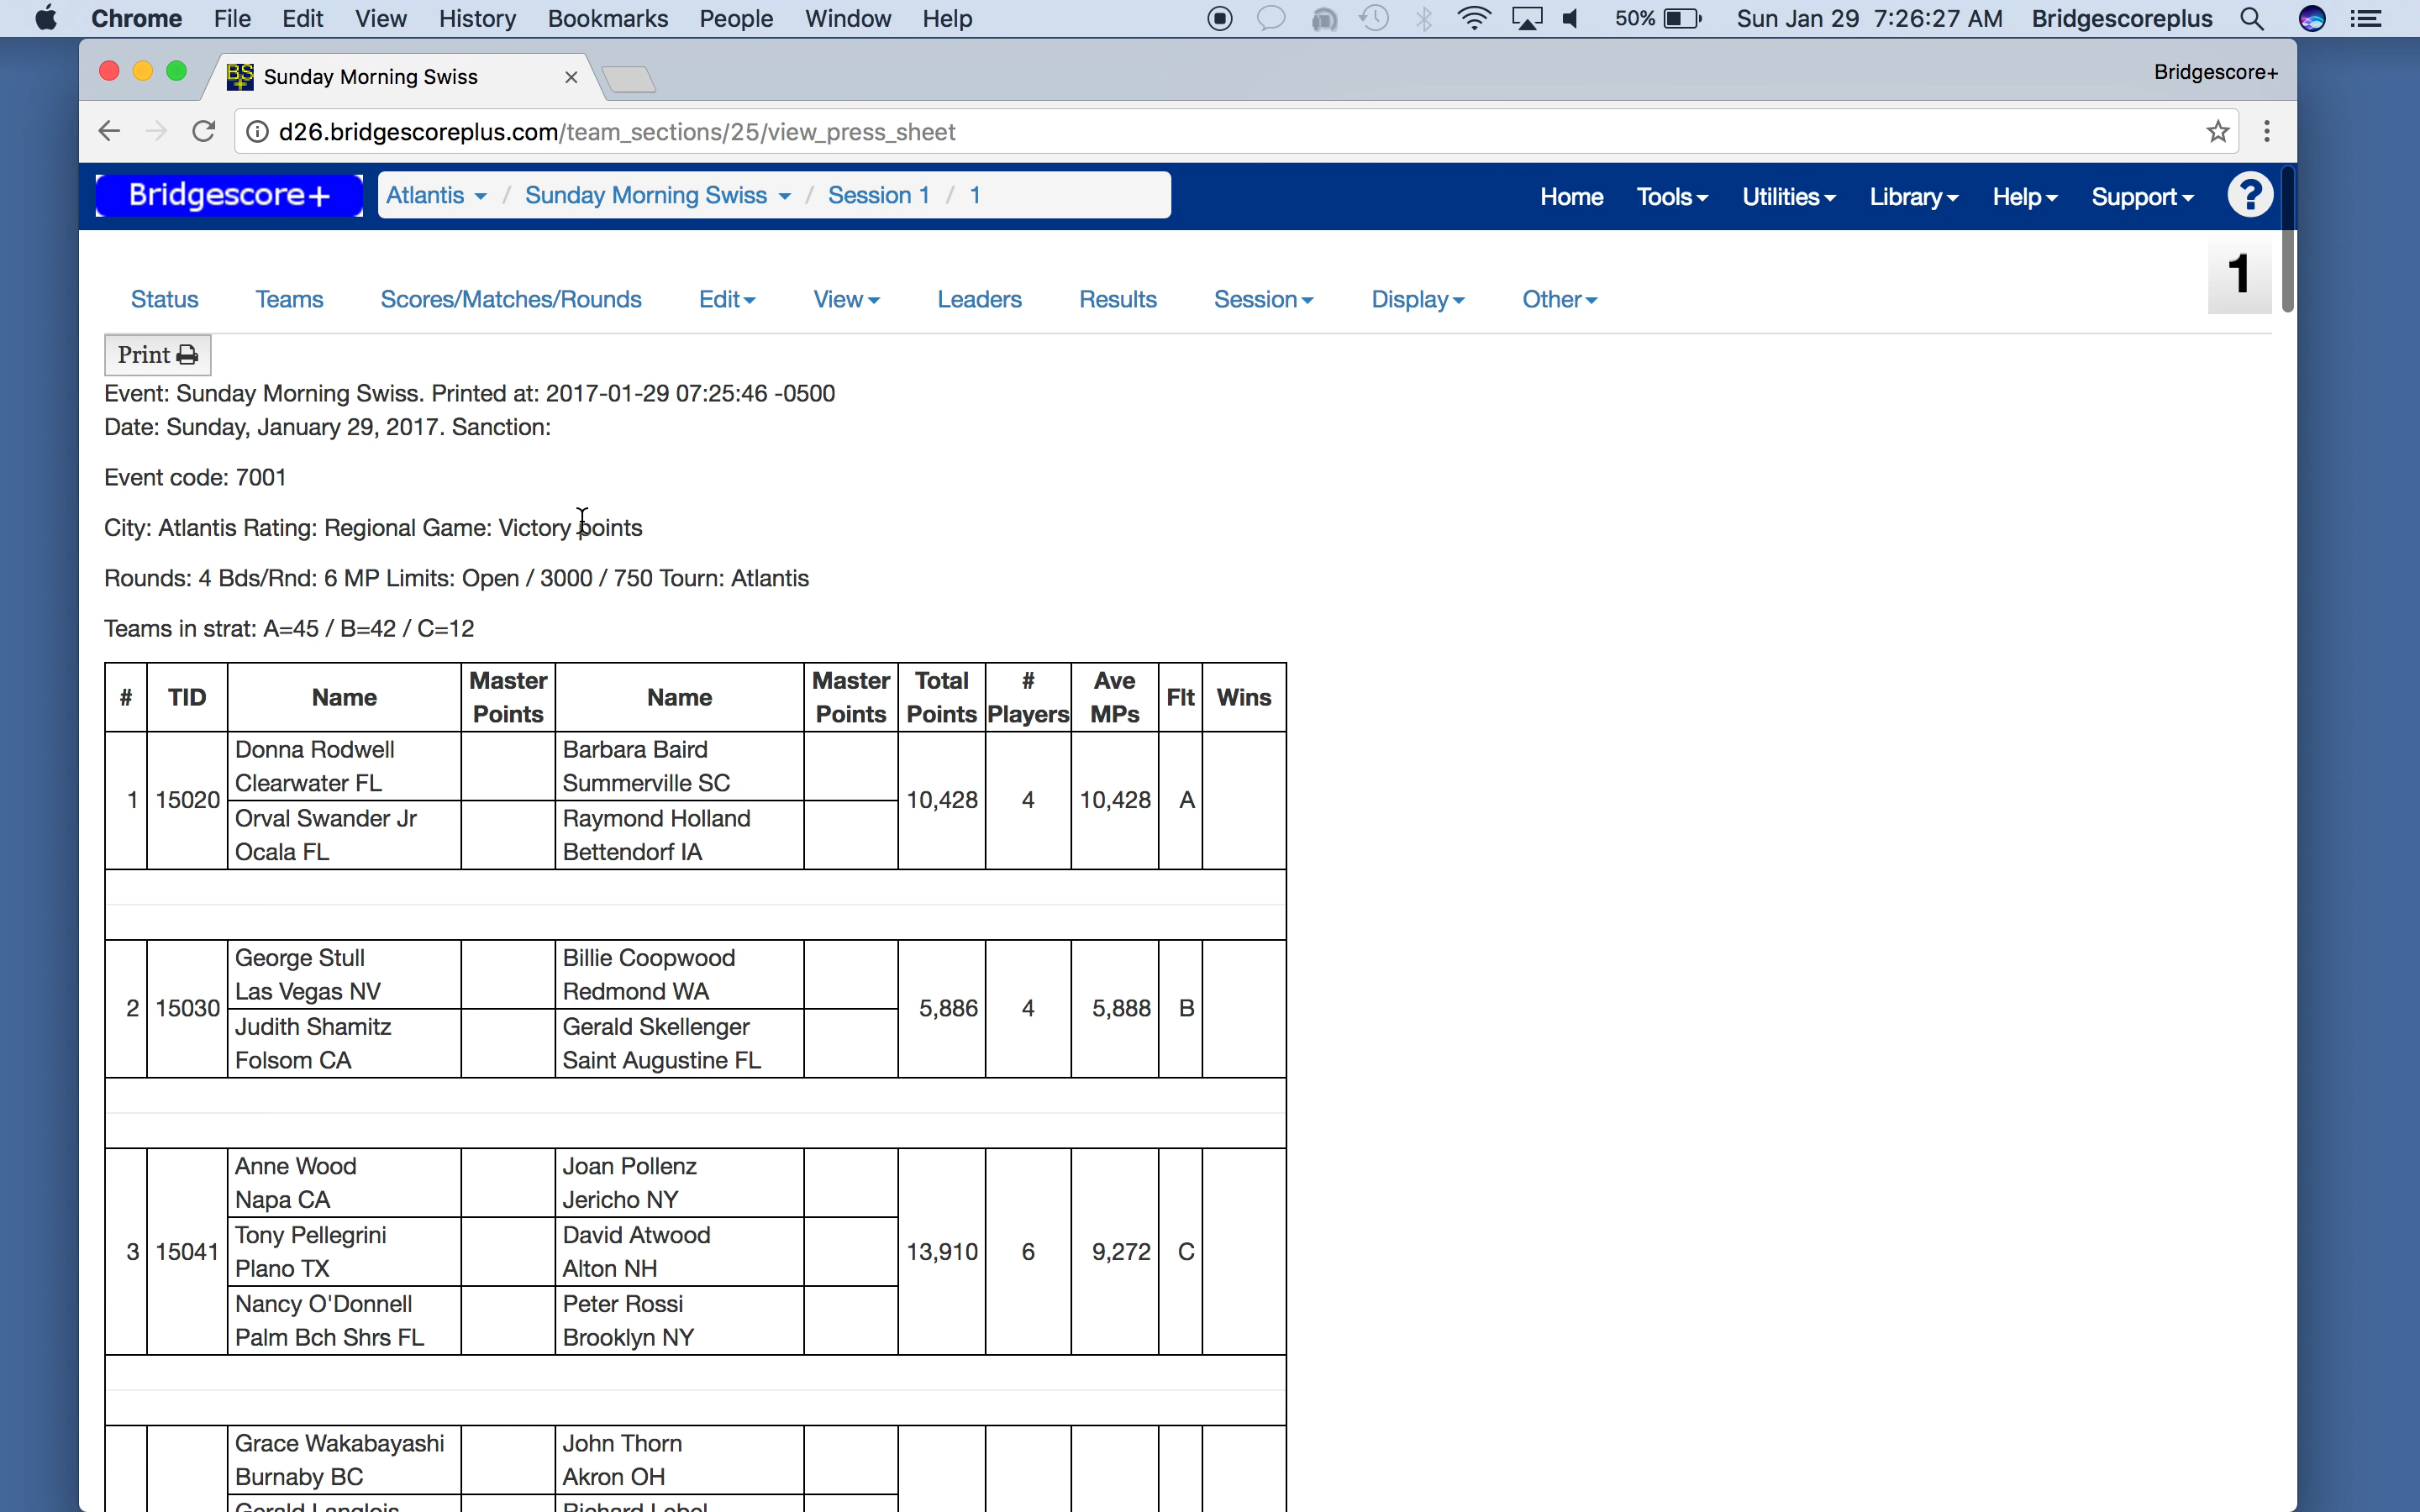 Chrome File Edit View History Bookmarks People Window Help 50% Sun Jan 29 7:26:27 AM Bridgescoreplus
BS+ Sunday Morning Swiss Bridgescore+
d26.bridgescoreplus.com/team_sections/25/view_press_sheet
Bridgescore+ Atlantis / Sunday Morning Swiss / Session 1 / 1 Home Tools Utilities Library Help Support ?
1
Status Teams Scores/Matches/Rounds Edit View Leaders Results Session Display Other
Print
Event: Sunday Morning Swiss. Printed at: 2017-01-29 07:25:46 -0500
Date: Sunday, January 29, 2017. Sanction:
Event code: 7001
City: Atlantis Rating: Regional Game: Victory points
Rounds: 4 Bds/Rnd: 6 MP Limits: Open / 3000 / 750 Tourn: Atlantis
Teams in strat: A=45 / B=42 / C=12
# TID Name Master Points Name Master Points Total Points # Players Ave MPs Flt Wins
Donna Rodwell Barbara Baird
Clearwater FL Summerville SC
1 15020 10,428 4 10,428 A
Orval Swander Jr Raymond Holland
Ocala FL Bettendorf IA
George Stull Billie Coopwood
Las Vegas NV Redmond WA
2 15030 5,886 4 5,888 B
Judith Shamitz Gerald Skellenger
Folsom CA Saint Augustine FL
Anne Wood Joan Pollenz
Napa CA Jericho NY
Tony Pellegrini David Atwood
3 15041 13,910 6 9,272 C
Plano TX Alton NH
Nancy O'Donnell Peter Rossi
Palm Bch Shrs FL Brooklyn NY
Grace Wakabayashi John Thorn
Burnaby BC Akron OH
Gerald Langlois Richard Lebel